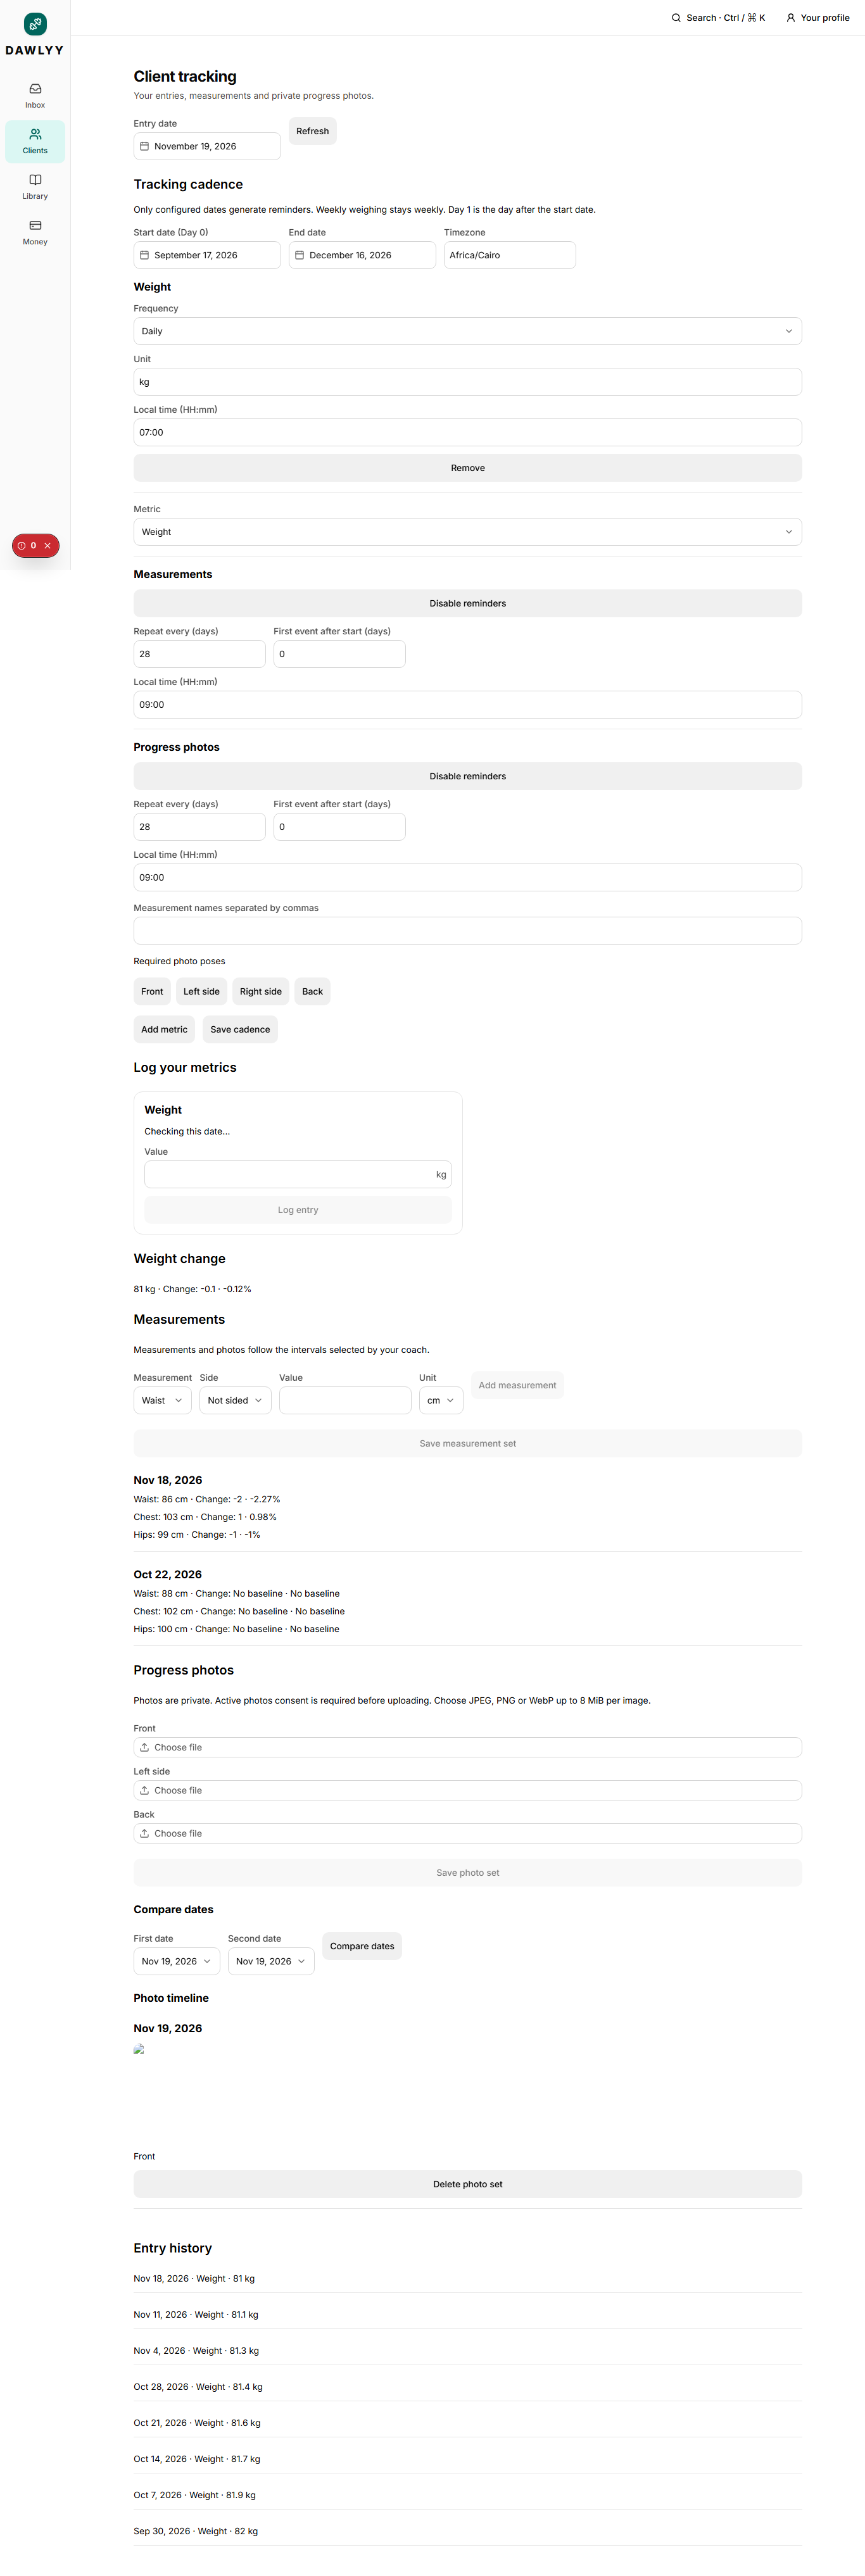 Search · Ctrl / ⌘ K
Your profile
DAWLYY
Inbox
Clients
Library
Money
0
Client tracking
Your entries, measurements and private progress photos.
Entry date
November 19, 2026
Refresh
Tracking cadence
Only configured dates generate reminders. Weekly weighing stays weekly. Day 1 is the day after the start date.
Start date (Day 0)
End date
Timezone
September 17, 2026
December 16, 2026
Africa/Cairo
Weight
Frequency
Daily
Unit
kg
Local time (HH:mm)
07:00
Remove
Metric
Weight
Measurements
Disable reminders
Repeat every (days)
First event after start (days)
28
0
Local time (HH:mm)
09:00
Progress photos
Disable reminders
Repeat every (days)
First event after start (days)
28
0
Local time (HH:mm)
09:00
Measurement names separated by commas
Required photo poses
Front
Left side
Right side
Back
Add metric
Save cadence
Log your metrics
Weight
Checking this date...
Value
kg
Log entry
Weight change
81 kg · Change: -0.1 · -0.12%
Measurements
Measurements and photos follow the intervals selected by your coach.
Measurement
Side
Value
Unit
Waist
Not sided
cm
Add measurement
Save measurement set
Nov 18, 2026
Waist: 86 cm · Change: -2 · -2.27%
Chest: 103 cm · Change: 1 · 0.98%
Hips: 99 cm · Change: -1 · -1%
Oct 22, 2026
Waist: 88 cm · Change: No baseline · No baseline
Chest: 102 cm · Change: No baseline · No baseline
Hips: 100 cm · Change: No baseline · No baseline
Progress photos
Photos are private. Active photos consent is required before uploading. Choose JPEG, PNG or WebP up to 8 MiB per image.
Front
Choose file
Left side
Choose file
Back
Choose file
Save photo set
Compare dates
First date
Second date
Nov 19, 2026
Nov 19, 2026
Compare dates
Photo timeline
Nov 19, 2026
Front
Delete photo set
Entry history
Nov 18, 2026 · Weight · 81 kg
Nov 11, 2026 · Weight · 81.1 kg
Nov 4, 2026 · Weight · 81.3 kg
Oct 28, 2026 · Weight · 81.4 kg
Oct 21, 2026 · Weight · 81.6 kg
Oct 14, 2026 · Weight · 81.7 kg
Oct 7, 2026 · Weight · 81.9 kg
Sep 30, 2026 · Weight · 82 kg